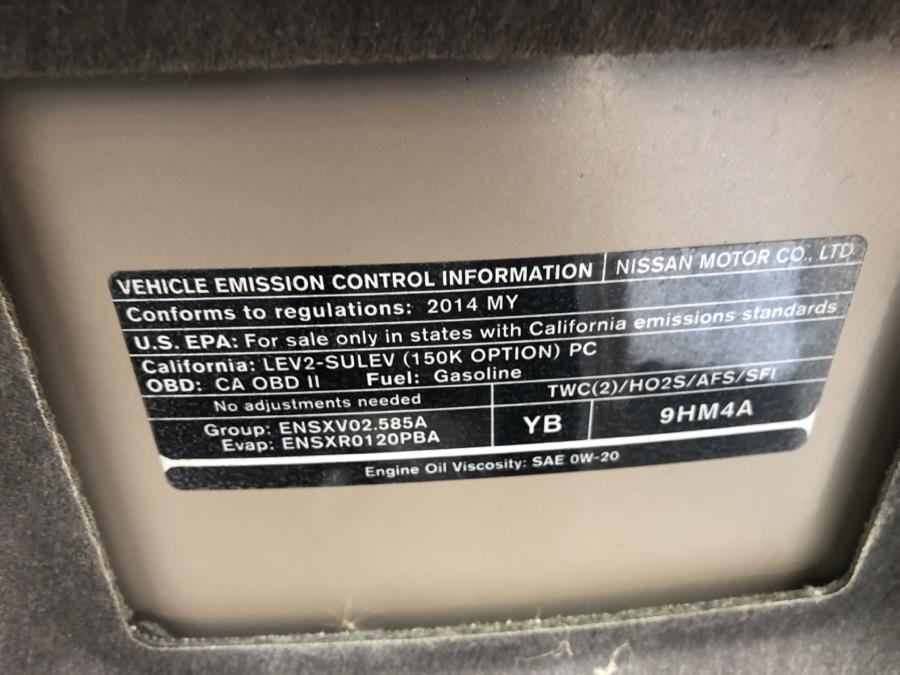 VEHICLE EMISSION CONTROL INFORMATION NISSAN MOTOR CO., LTD
Conforms to regulations: 2014 MY
U.S. EPA: For sale only in states with California emissions standards
California: LEV2-SULEV (150K OPTION) PC
OBD: CA OBD II Fuel: Gasoline
No adjustments needed TWC(2)/HO2S/AFS/SFI
Group: ENSXV02.585A YB 9HM4A
Evap: ENSXR0120PBA
Engine Oil Viscosity: SAE 0W-20